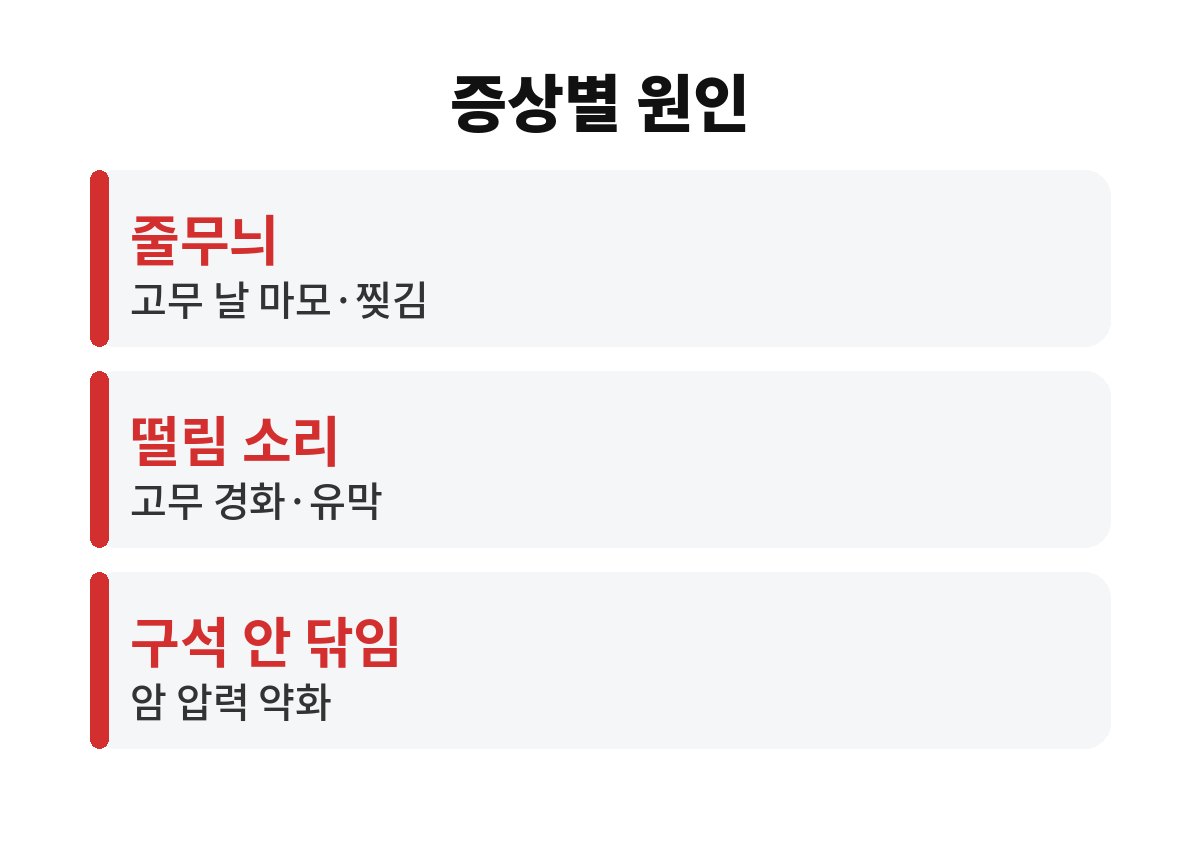 증상별 원인
줄무늬
고무 날 마모·찢김
떨림 소리
고무 경화·유막
구석 안 닦임
암 압력 약화